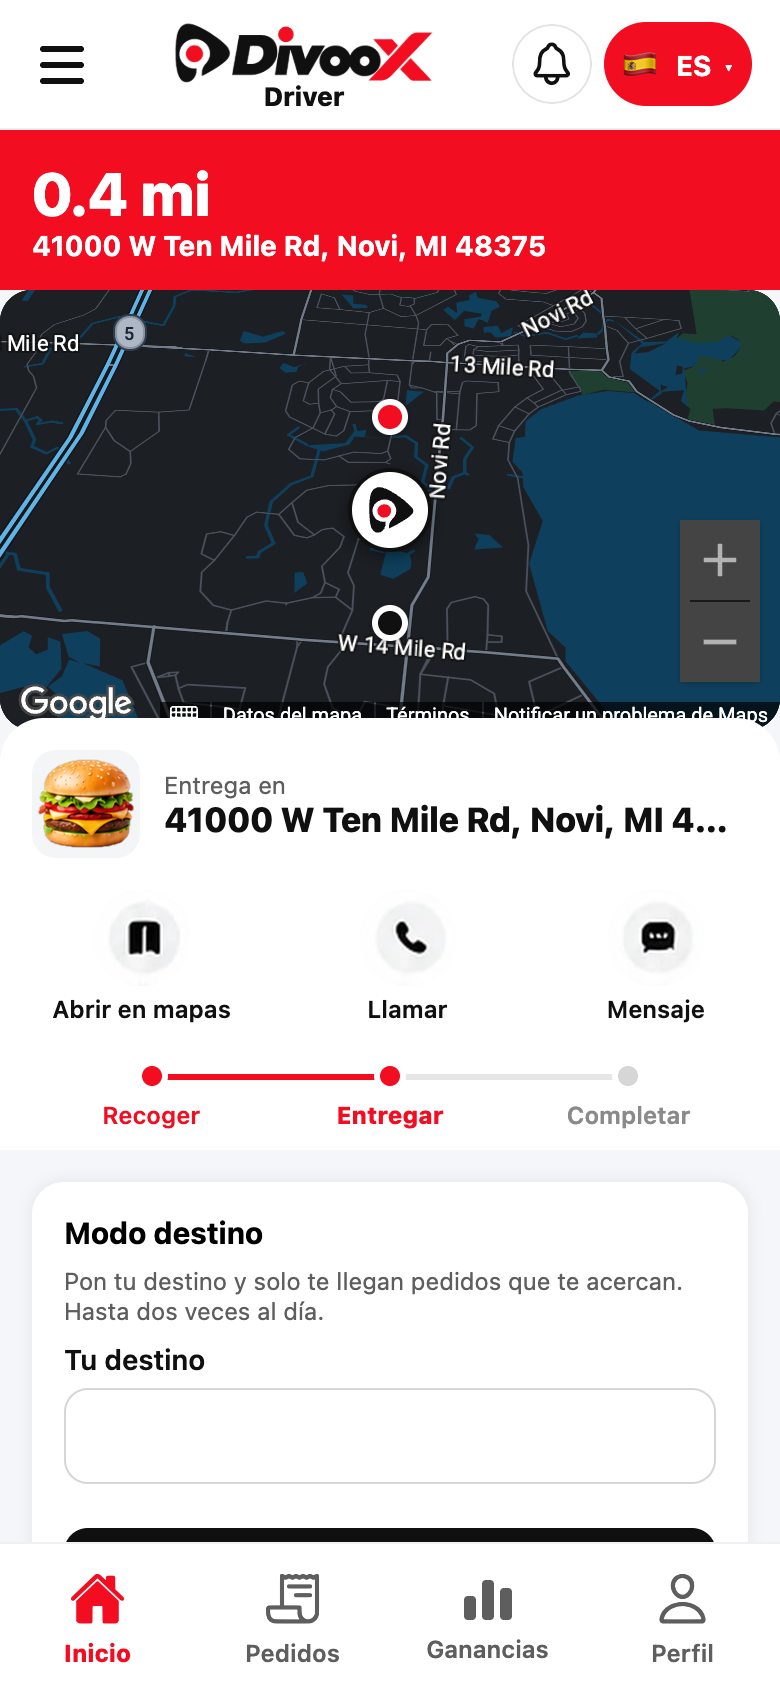 DivooX
Driver
ES
0.4 mi
41000 W Ten Mile Rd, Novi, MI 48375
Novi Rd
5
Mile Rd
13 Mile Rd
Novi Rd
W 14 Mile Rd
Google
Datos del mapa
Términos
Notificar un problema de Maps
Entrega en
41000 W Ten Mile Rd, Novi, MI 4...
Abrir en mapas
Llamar
Mensaje
Recoger
Entregar
Completar
Modo destino
Pon tu destino y solo te llegan pedidos que te acercan.
Hasta dos veces al día.
Tu destino
Inicio
Pedidos
Ganancias
Perfil